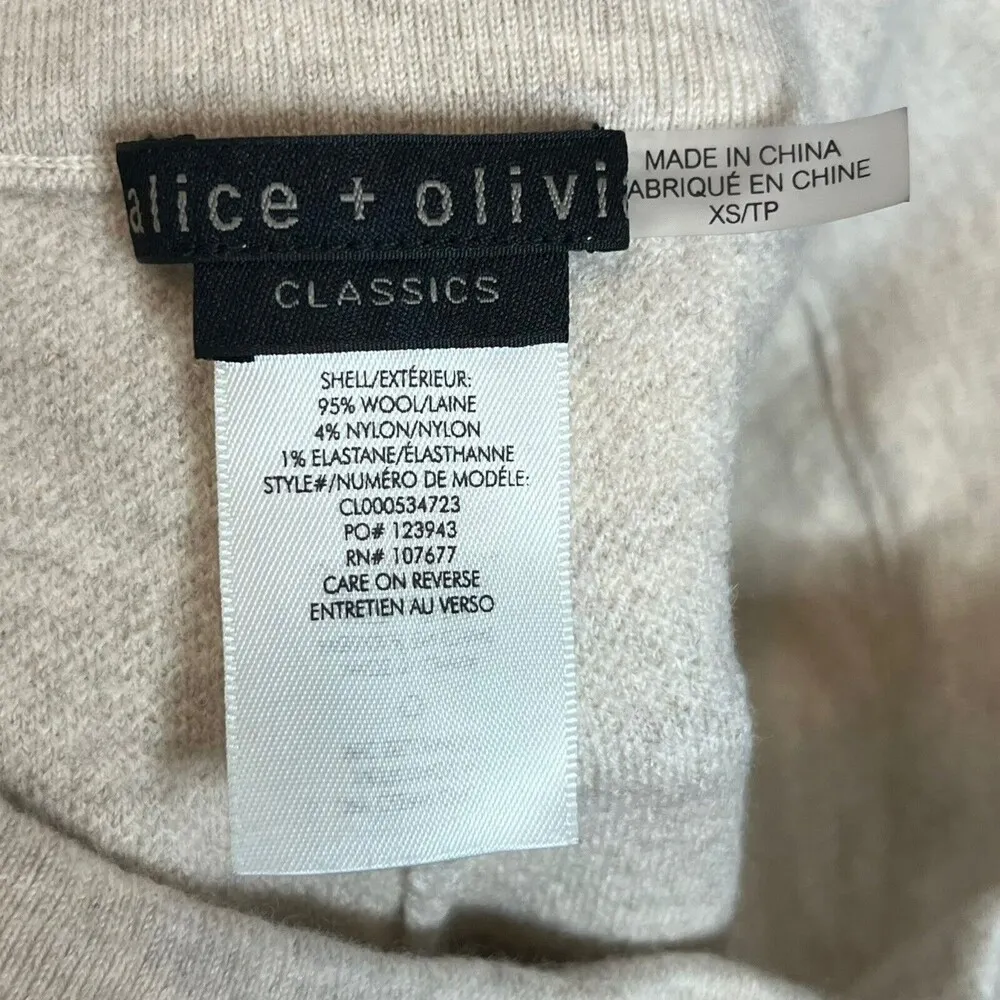 alice + olivi
MADE IN CHINA
ABRIQUÉ EN CHINE
XS/TP
CLASSICS
SHELL/EXTÉRIEUR:
95% WOOL/LAINE
4% NYLON/NYLON
1% ELASTANE/ÉLASTHANNE
STYLE#/NUMÉRO DE MODÉLE:
CL000534723
PO# 123943
RN# 107677
CARE ON REVERSE
ENTRETIEN AU VERSO